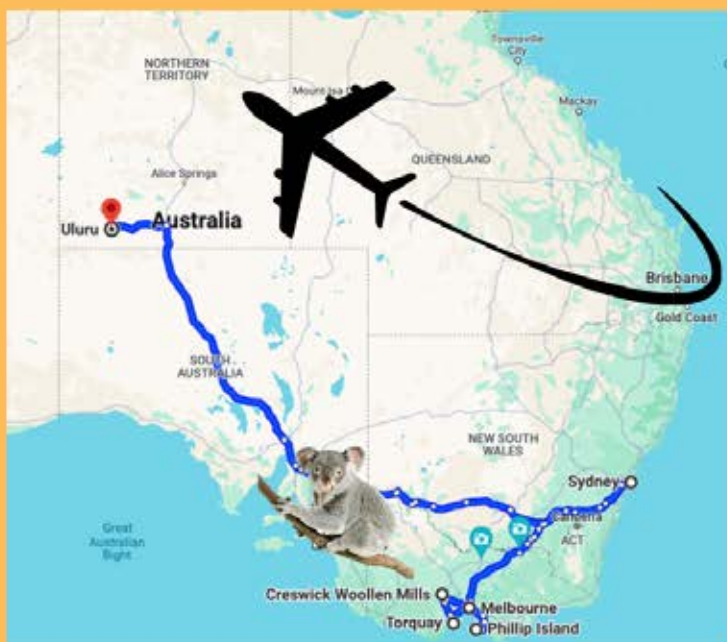 Townsville
City
NORTHERN
TERRITORY
Mount Isa
Mackay
QUEENSLAND
Alice Springs
Uluru
Australia
Brisbane
Gold Coast
SOUTH
AUSTRALIA
NEW SOUTH
WALES
Sydney
Canberra
ACT
Great
Australian
Bight
Creswick Woollen Mills
Melbourne
Torquay
Phillip Island